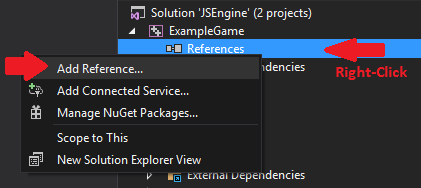 Solution 'JSEngine' (2 projects)
ExampleGame
References
Right-Click
Dependencies
Add Reference...
Add Connected Service...
Manage NuGet Packages...
Scope to This
New Solution Explorer View
External Dependencies